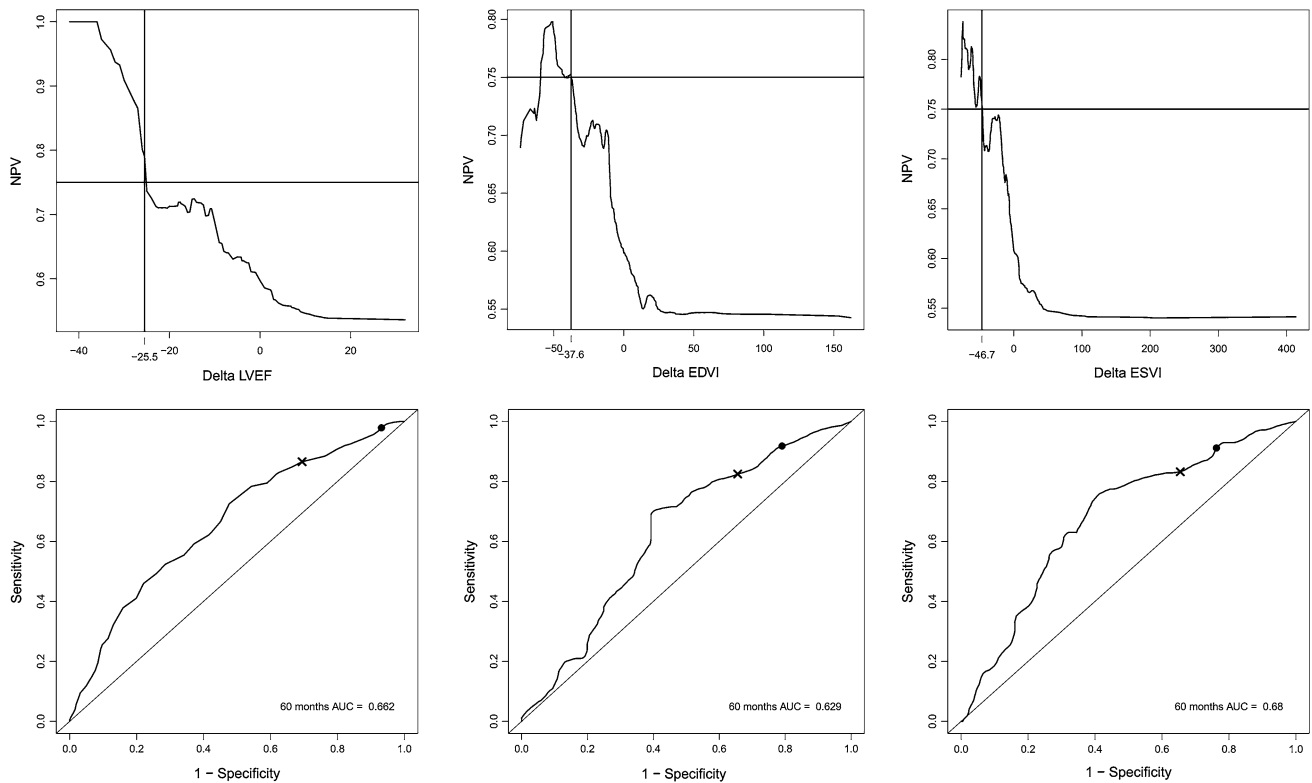 NPV
1.0
0.9
0.8
0.7
0.6
−40
−25.5
−20
0
20
Delta LVEF
NPV
0.80
0.75
0.70
0.65
0.60
0.55
−50
−37.6
0
50
100
150
Delta EDVI
NPV
0.80
0.75
0.70
0.65
0.60
0.55
−46.7
0
100
200
300
400
Delta ESVI
Sensitivity
1.0
0.8
0.6
0.4
0.2
0.0
60 months AUC = 0.662
0.0 0.2 0.4 0.6 0.8 1.0
1 − Specificity
Sensitivity
1.0
0.8
0.6
0.4
0.2
0.0
60 months AUC = 0.629
0.0 0.2 0.4 0.6 0.8 1.0
1 − Specificity
Sensitivity
1.0
0.8
0.6
0.4
0.2
0.0
60 months AUC = 0.68
0.0 0.2 0.4 0.6 0.8 1.0
1 − Specificity